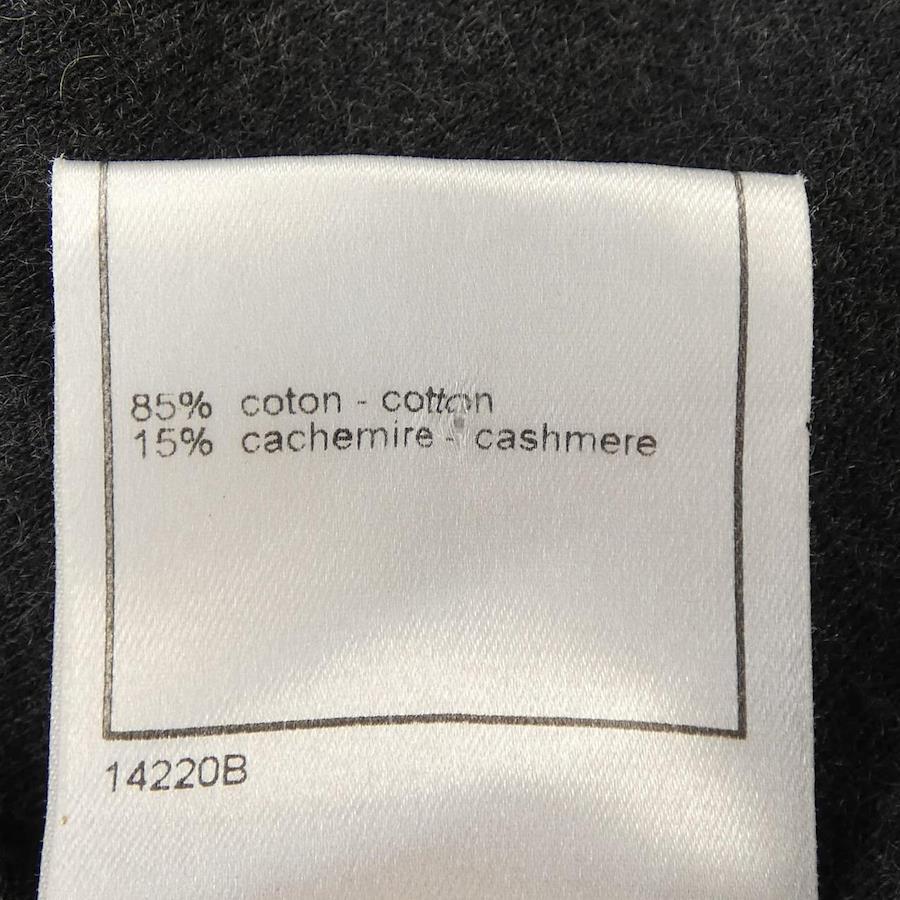 85% coton - cotton
15% cachemire - cashmere
14220B